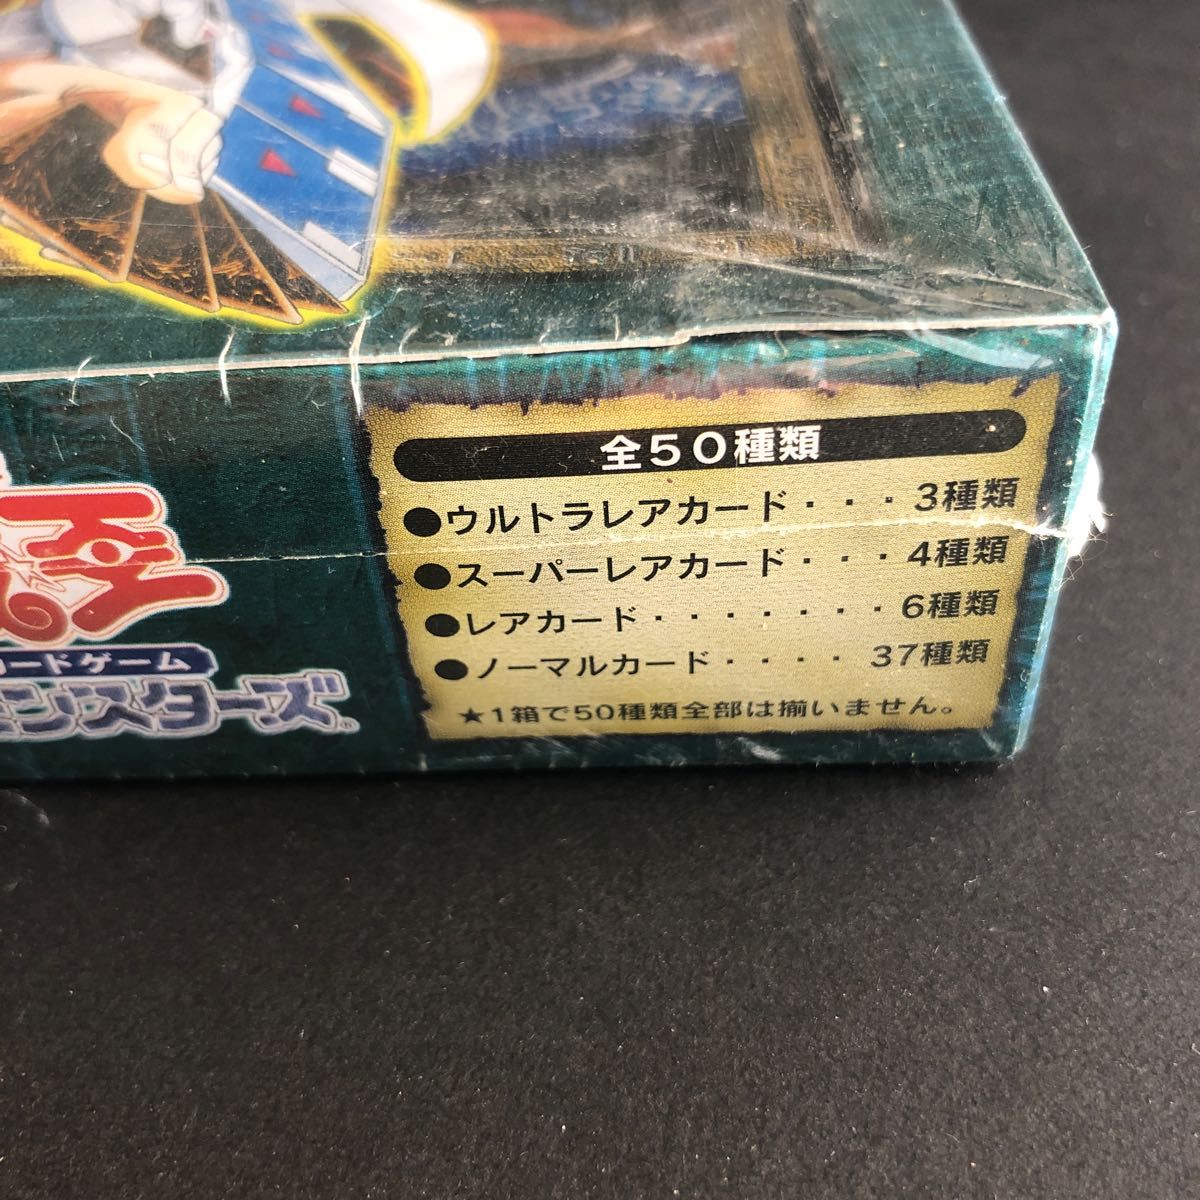 王
カードゲーム
モンスターズ
全50種類
●ウルトラレアカード・・・3種類
●スーパーレアカード・・・4種類
●レアカード・・・・・・・6種類
●ノーマルカード・・・・37種類
★1箱で50種類全部は揃いません。